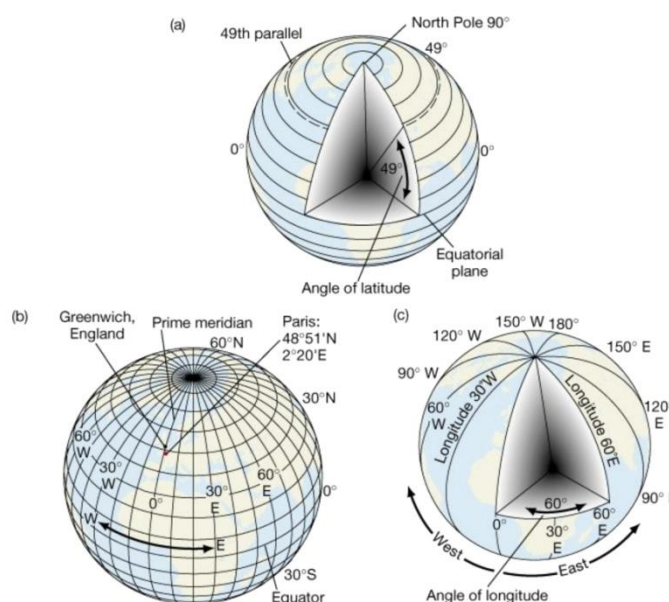 (a)
North Pole 90°
49th parallel
49°
0°
0°
49°
Equatorial
plane
Angle of latitude
(b)
Greenwich,
England
Prime meridian
Paris:
48°51'N
2°20'E
60°N
30°N
60°
W
30°
W
0°
30°
E
60°
E
0°
W
E
30°S
Equator
(c)
150° W
180°
120° W
150° E
90° W
60°
W
Longitude 30°W
Longitude 60°E
120°
E
60°
0°
30°
E
60°
E
90°
West
East
Angle of longitude